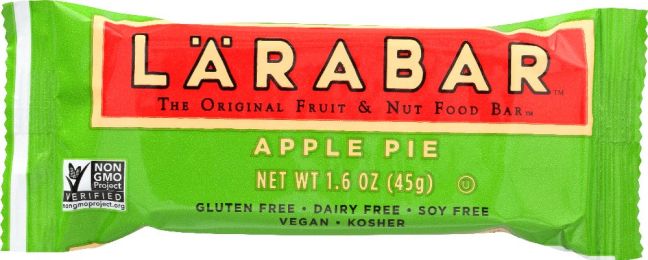 LÄRABAR™
The Original Fruit & Nut Food Bar™
APPLE PIE
NET WT 1.6 OZ (45g) U
NON
GMO
Project
VERIFIED
nongmoproject.org
GLUTEN FREE • DAIRY FREE • SOY FREE
VEGAN • KOSHER